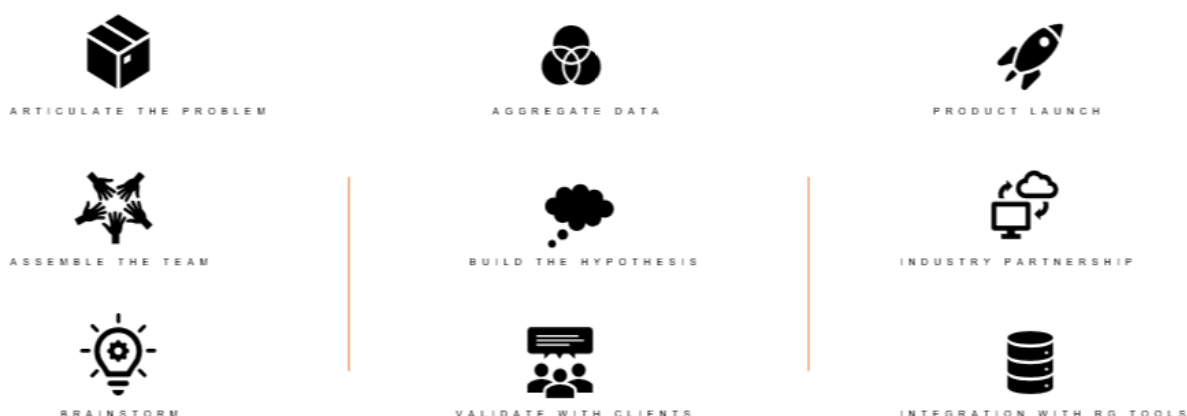 ARTICULATE THE PROBLEM
AGGREGATE DATA
PRODUCT LAUNCH
ASSEMBLE THE TEAM
BUILD THE HYPOTHESIS
INDUSTRY PARTNERSHIP
BRAINSTORM
VALIDATE WITH CLIENTS
INTEGRATION WITH RG TOOLS